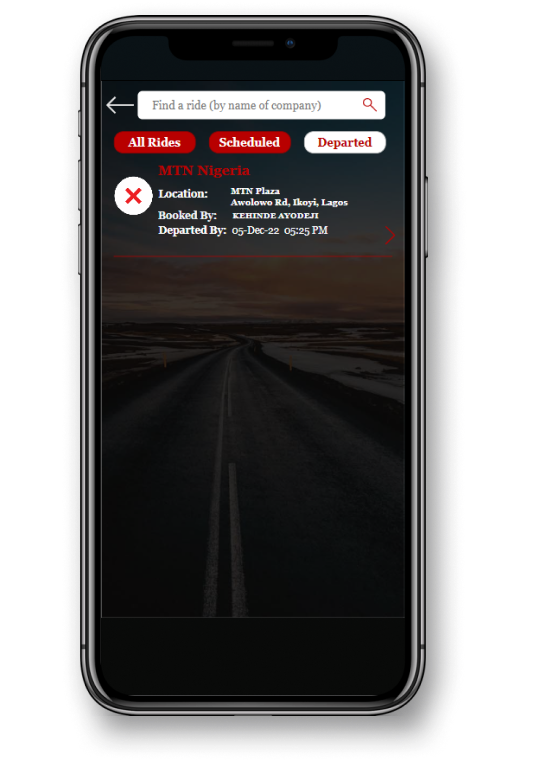 Find a ride (by name of company)
All Rides Scheduled Departed
MTN Nigeria
Location: MTN Plaza
Awolowo Rd, Ikoyi, Lagos
Booked By: KEHINDE AYODEJI
Departed By: 05-Dec-22 05:25 PM